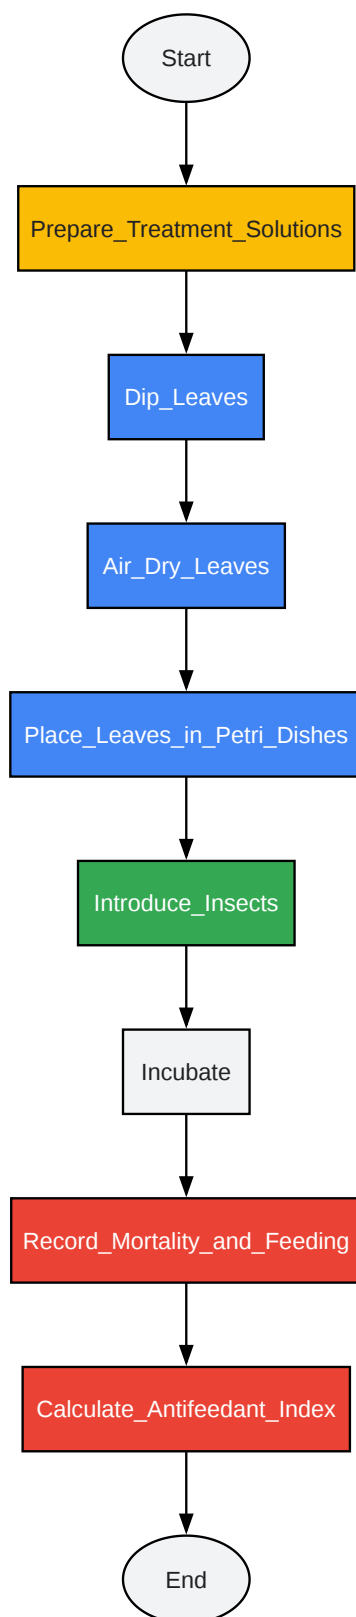 Start
Prepare_Treatment_Solutions
Dip_Leaves
Air_Dry_Leaves
Place_Leaves_in_Petri_Dishes
Introduce_Insects
Incubate
Record_Mortality_and_Feeding
Calculate_Antifeedant_Index
End